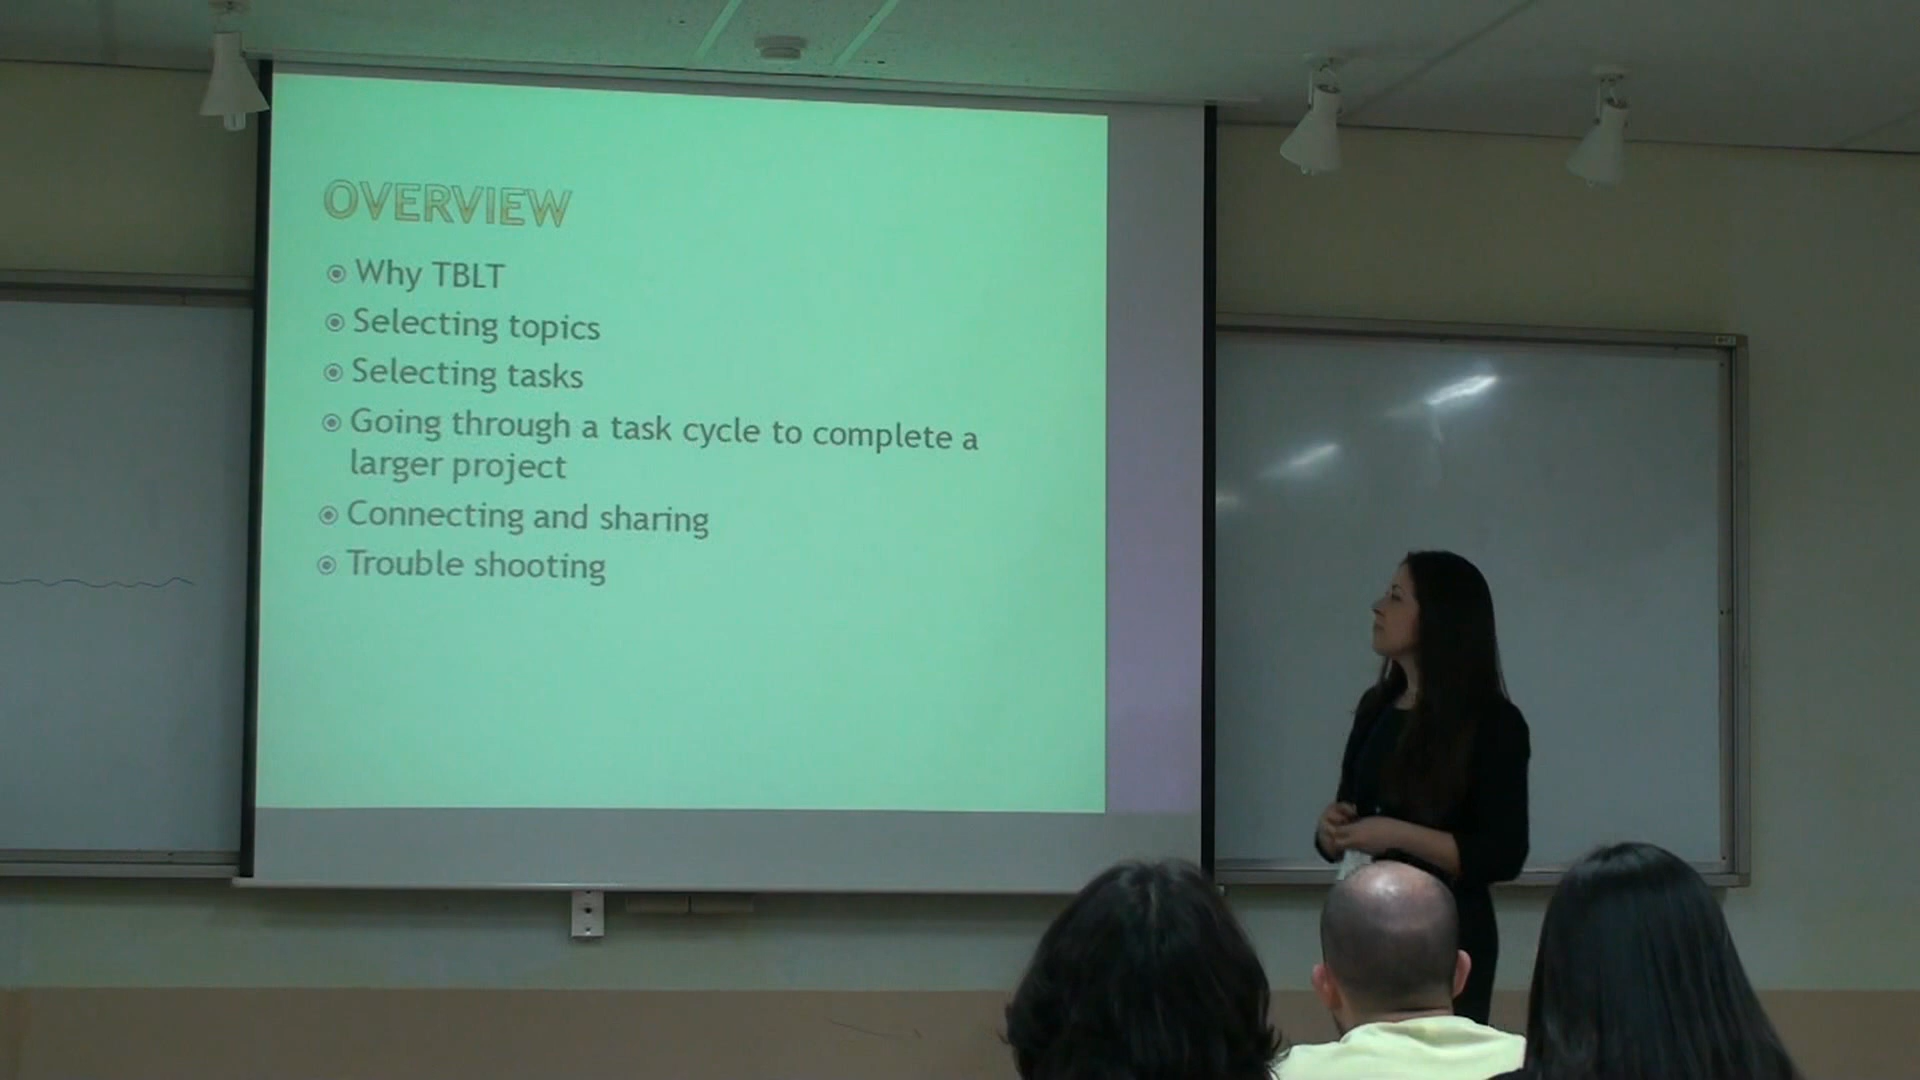 OVERVIEW
Why TBLT
Selecting topics
Selecting tasks
Going through a task cycle to complete a
larger project
Connecting and sharing
Trouble shooting